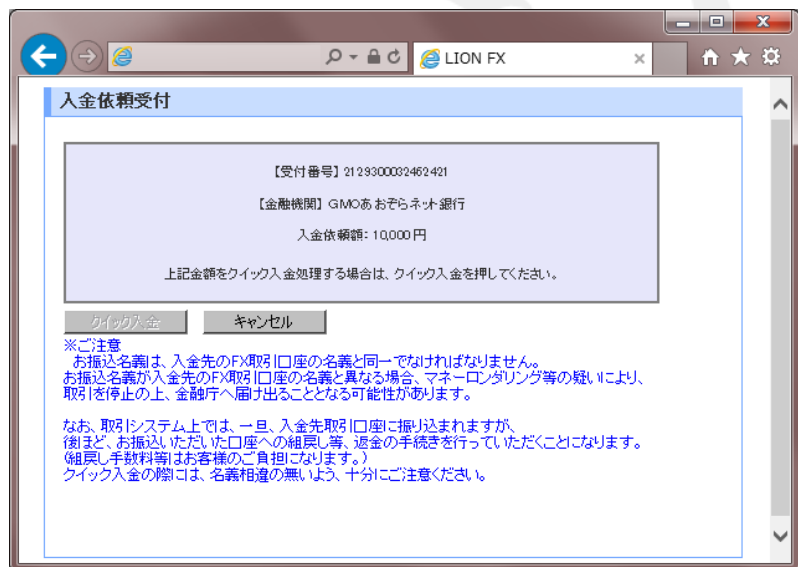 LION FX
入金依頼受付
【受付番号】2129300032462421
【金融機関】GMOあおぞらネット銀行
入金依頼額：10,000円
上記金額をクイック入金処理する場合は、クイック入金を押してください。
クイック入金 キャンセル
※ご注意
お振込名義は、入金先のFX取引口座の名義と同一でなければなりません。
お振込名義が入金先のFX取引口座の名義と異なる場合、マネーロンダリング等の疑いにより、
取引を停止の上、金融庁へ届け出ることとなる可能性があります。
なお、取引システム上では、一旦、入金先取引口座に振り込まれますが、
後ほど、お振込いただいた口座への組戻し等、返金の手続きを行っていただくことになります。
(組戻し手数料等はお客様のご負担になります。)
クイック入金の際には、名義相違の無いよう、十分にご注意ください。